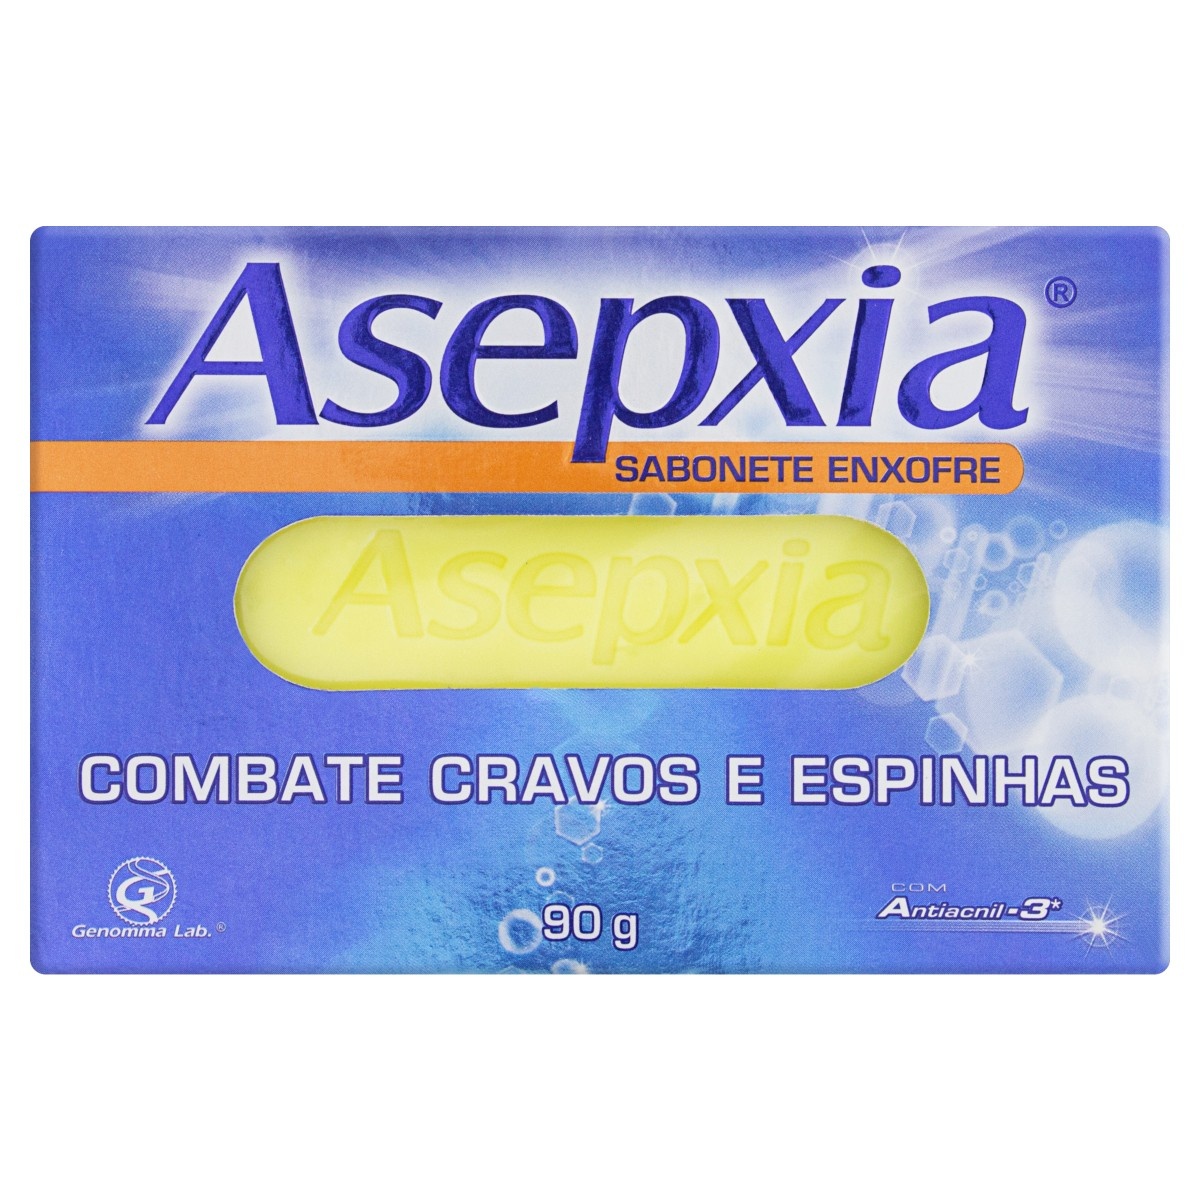 Asepxia®
SABONETE ENXOFRE
Asepxia
COMBATE CRAVOS E ESPINHAS
Genomma Lab.®
90 g
COM
Antiacnil-3*